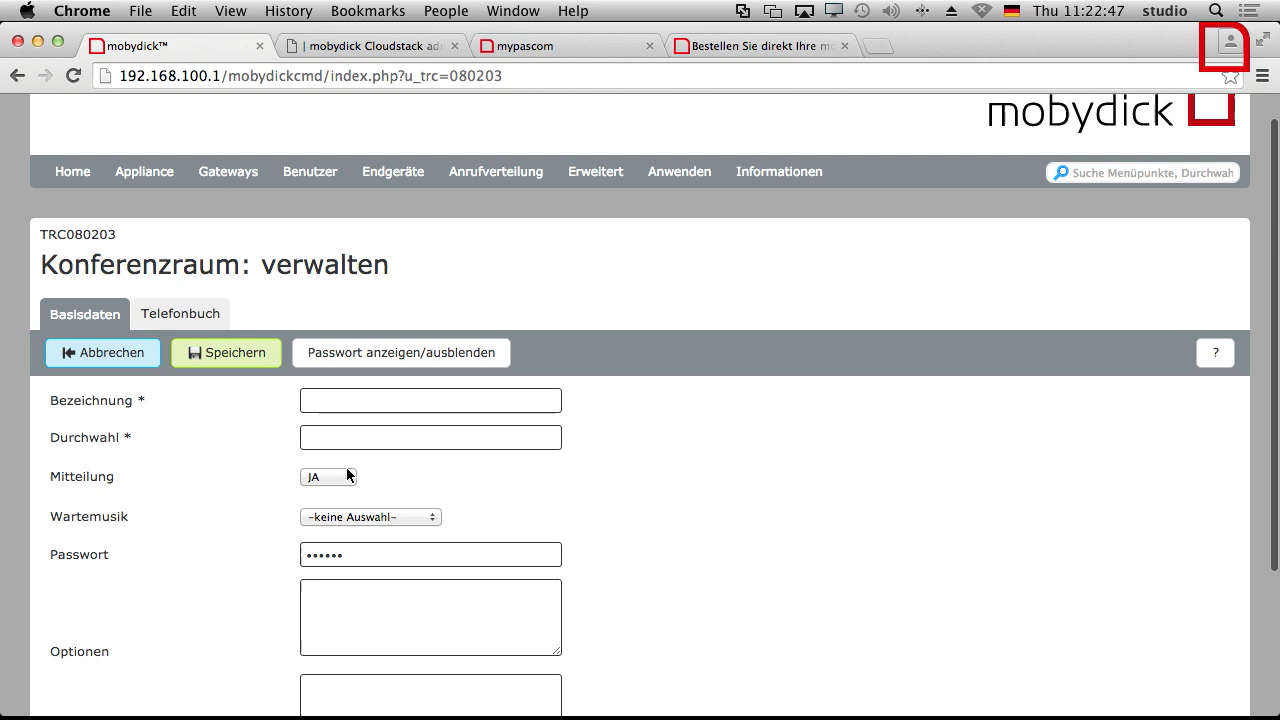 Chrome File Edit View History Bookmarks People Window Help Thu 11:22:47 studio
mobydick™ | mobydick Cloudstack adr mypascom Bestellen Sie direkt Ihre mo
192.168.100.1/mobydickcmd/index.php?u_trc=080203
mobydick
Home Appliance Gateways Benutzer Endgeräte Anrufverteilung Erweitert Anwenden Informationen Suche Menüpunkte, Durchwah
TRC080203
Konferenzraum: verwalten
Basisdaten Telefonbuch
Abbrechen Speichern Passwort anzeigen/ausblenden ?
Bezeichnung *
Durchwahl *
Mitteilung JA
Wartemusik -keine Auswahl-
Passwort ••••••
Optionen